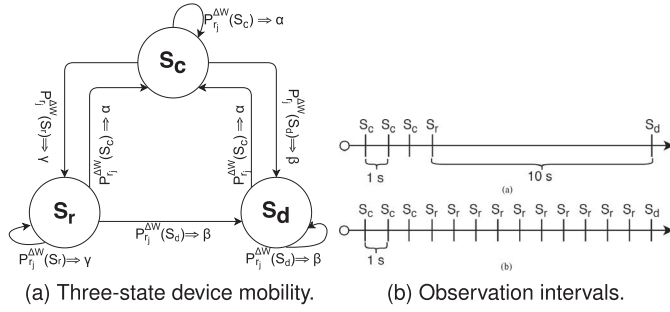 P_{r_j}^{ΔW}(S_c) ⇒ α
S_c
P_{r_j}^{ΔW}(S_r) ⇒ γ
P_{r_j}^{ΔW}(S_c) ⇒ α
P_{r_j}^{ΔW}(S_c) ⇒ α
P_{r_j}^{ΔW}(S_d) ⇒ β
S_r
S_d
P_{r_j}^{ΔW}(S_d) ⇒ β
P_{r_j}^{ΔW}(S_r) ⇒ γ
P_{r_j}^{ΔW}(S_d) ⇒ β
(a) Three-state device mobility.
S_c S_c S_c S_r S_d
1 s 10 s
(a)
S_c S_c S_c S_r S_r S_r S_r S_r S_r S_r S_r S_r S_d
1 s
(b)
(b) Observation intervals.